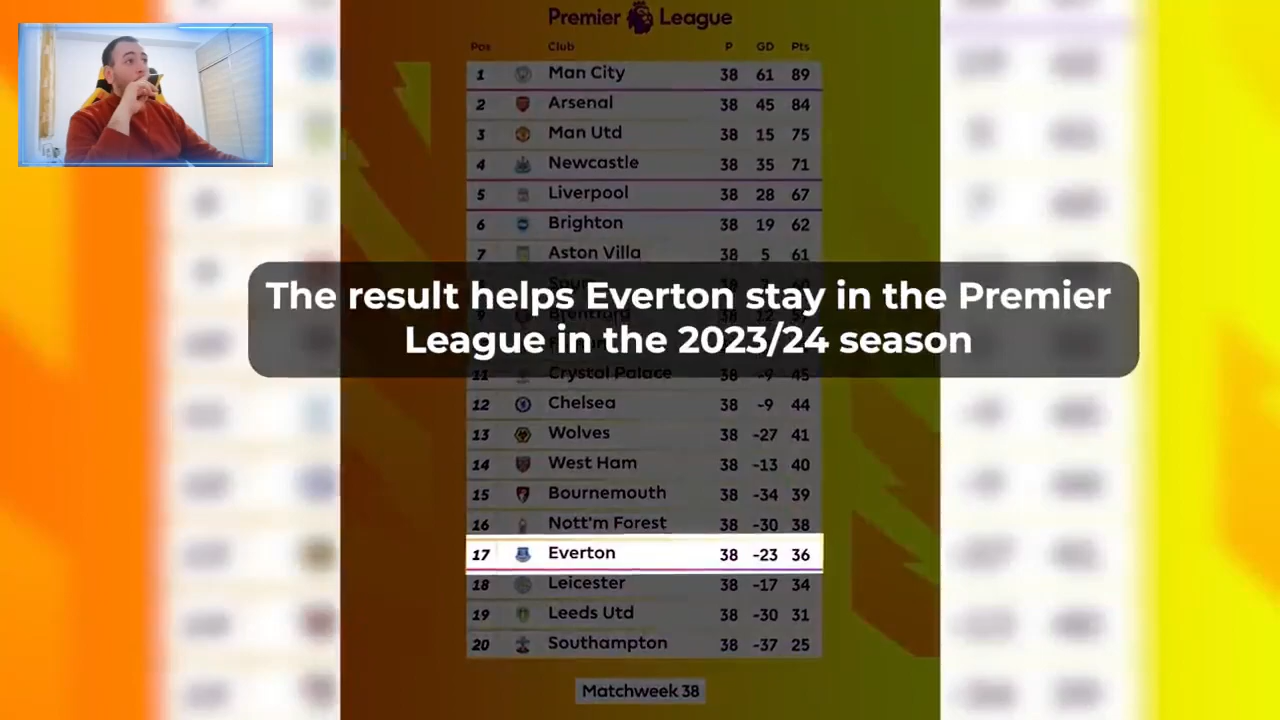 Premier League
Pos Club P GD Pts
1 Man City 38 61 89
2 Arsenal 38 45 84
3 Man Utd 38 15 75
4 Newcastle 38 35 71
5 Liverpool 38 28 67
6 Brighton 38 19 62
7 Aston Villa 38 5 61
The result helps Everton stay in the Premier
League in the 2023/24 season
9 Brentford 38
11 Crystal Palace 38 -9 45
12 Chelsea 38 -9 44
13 Wolves 38 -27 41
14 West Ham 38 -13 40
15 Bournemouth 38 -34 39
16 Nott'm Forest 38 -30 38
17 Everton 38 -23 36
18 Leicester 38 -17 34
19 Leeds Utd 38 -30 31
20 Southampton 38 -37 25
Matchweek 38